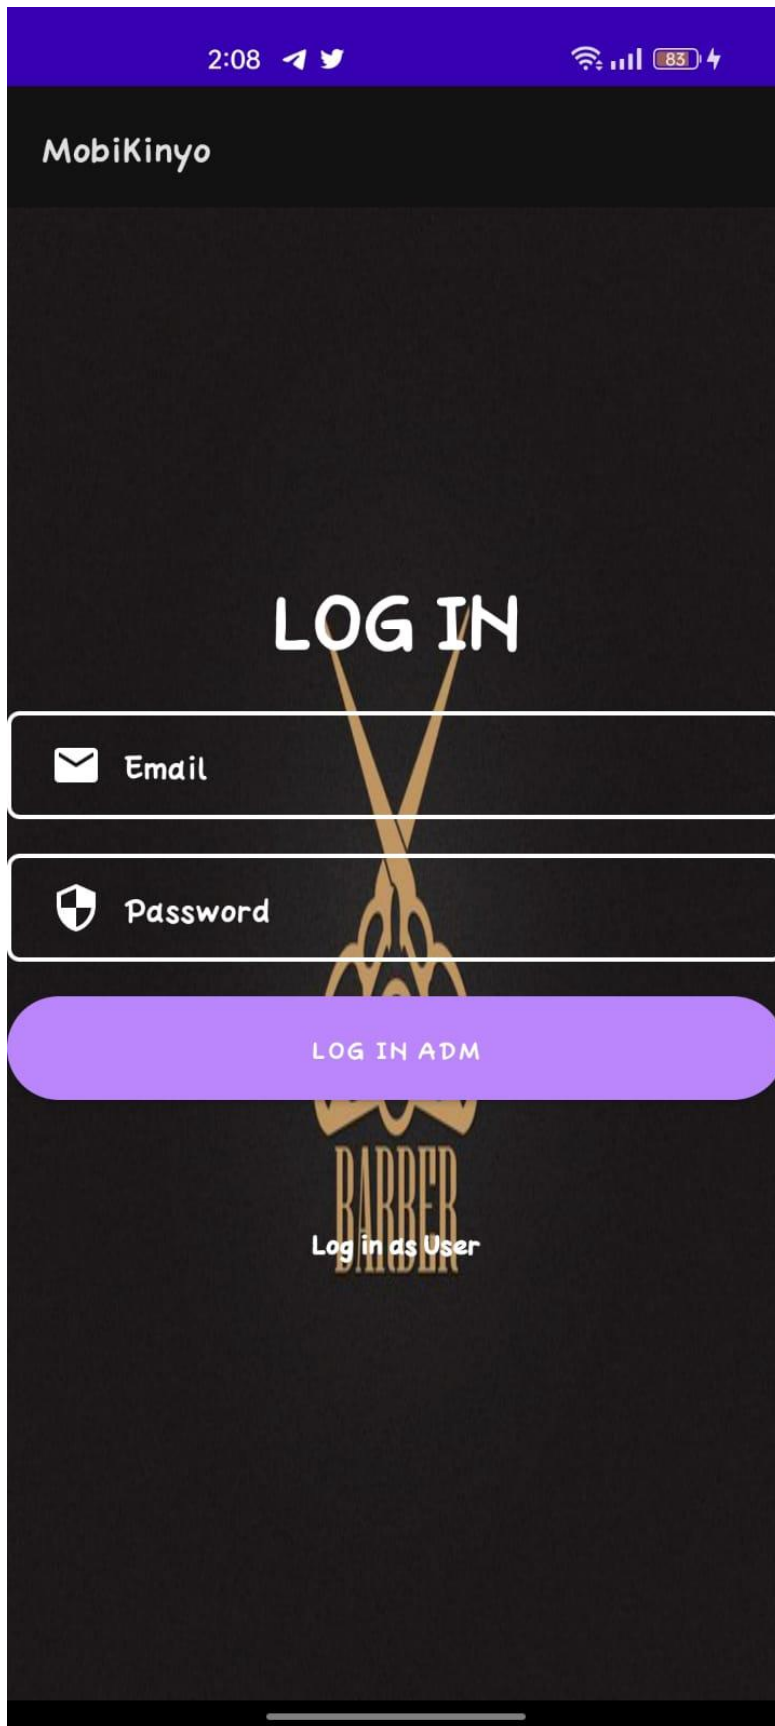 2:08
83
MobiKinyo
LOG IN
Email
Password
LOG IN ADM
BARBER
Log in as User